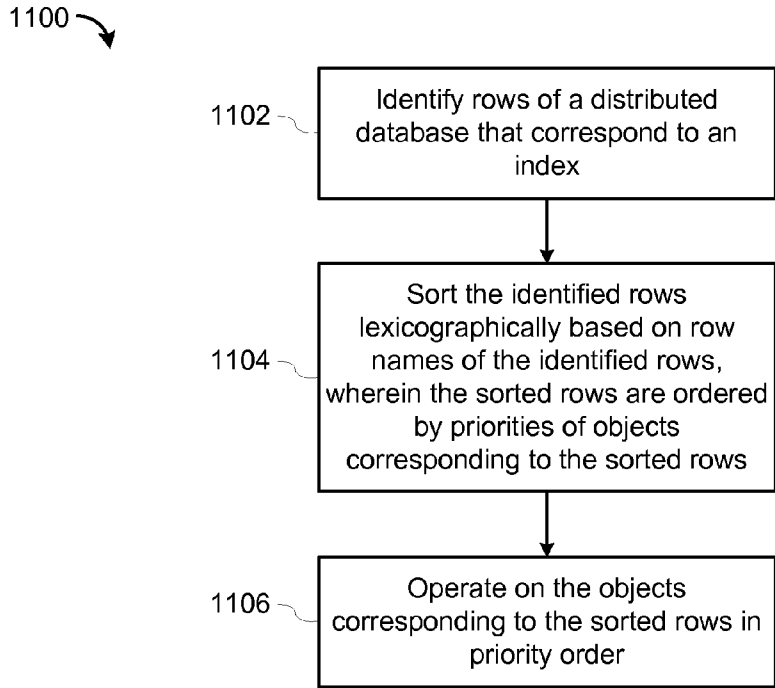 1100
1102
Identify rows of a distributed
database that correspond to an
index
1104
Sort the identified rows
lexicographically based on row
names of the identified rows,
wherein the sorted rows are ordered
by priorities of objects
corresponding to the sorted rows
1106
Operate on the objects
corresponding to the sorted rows in
priority order